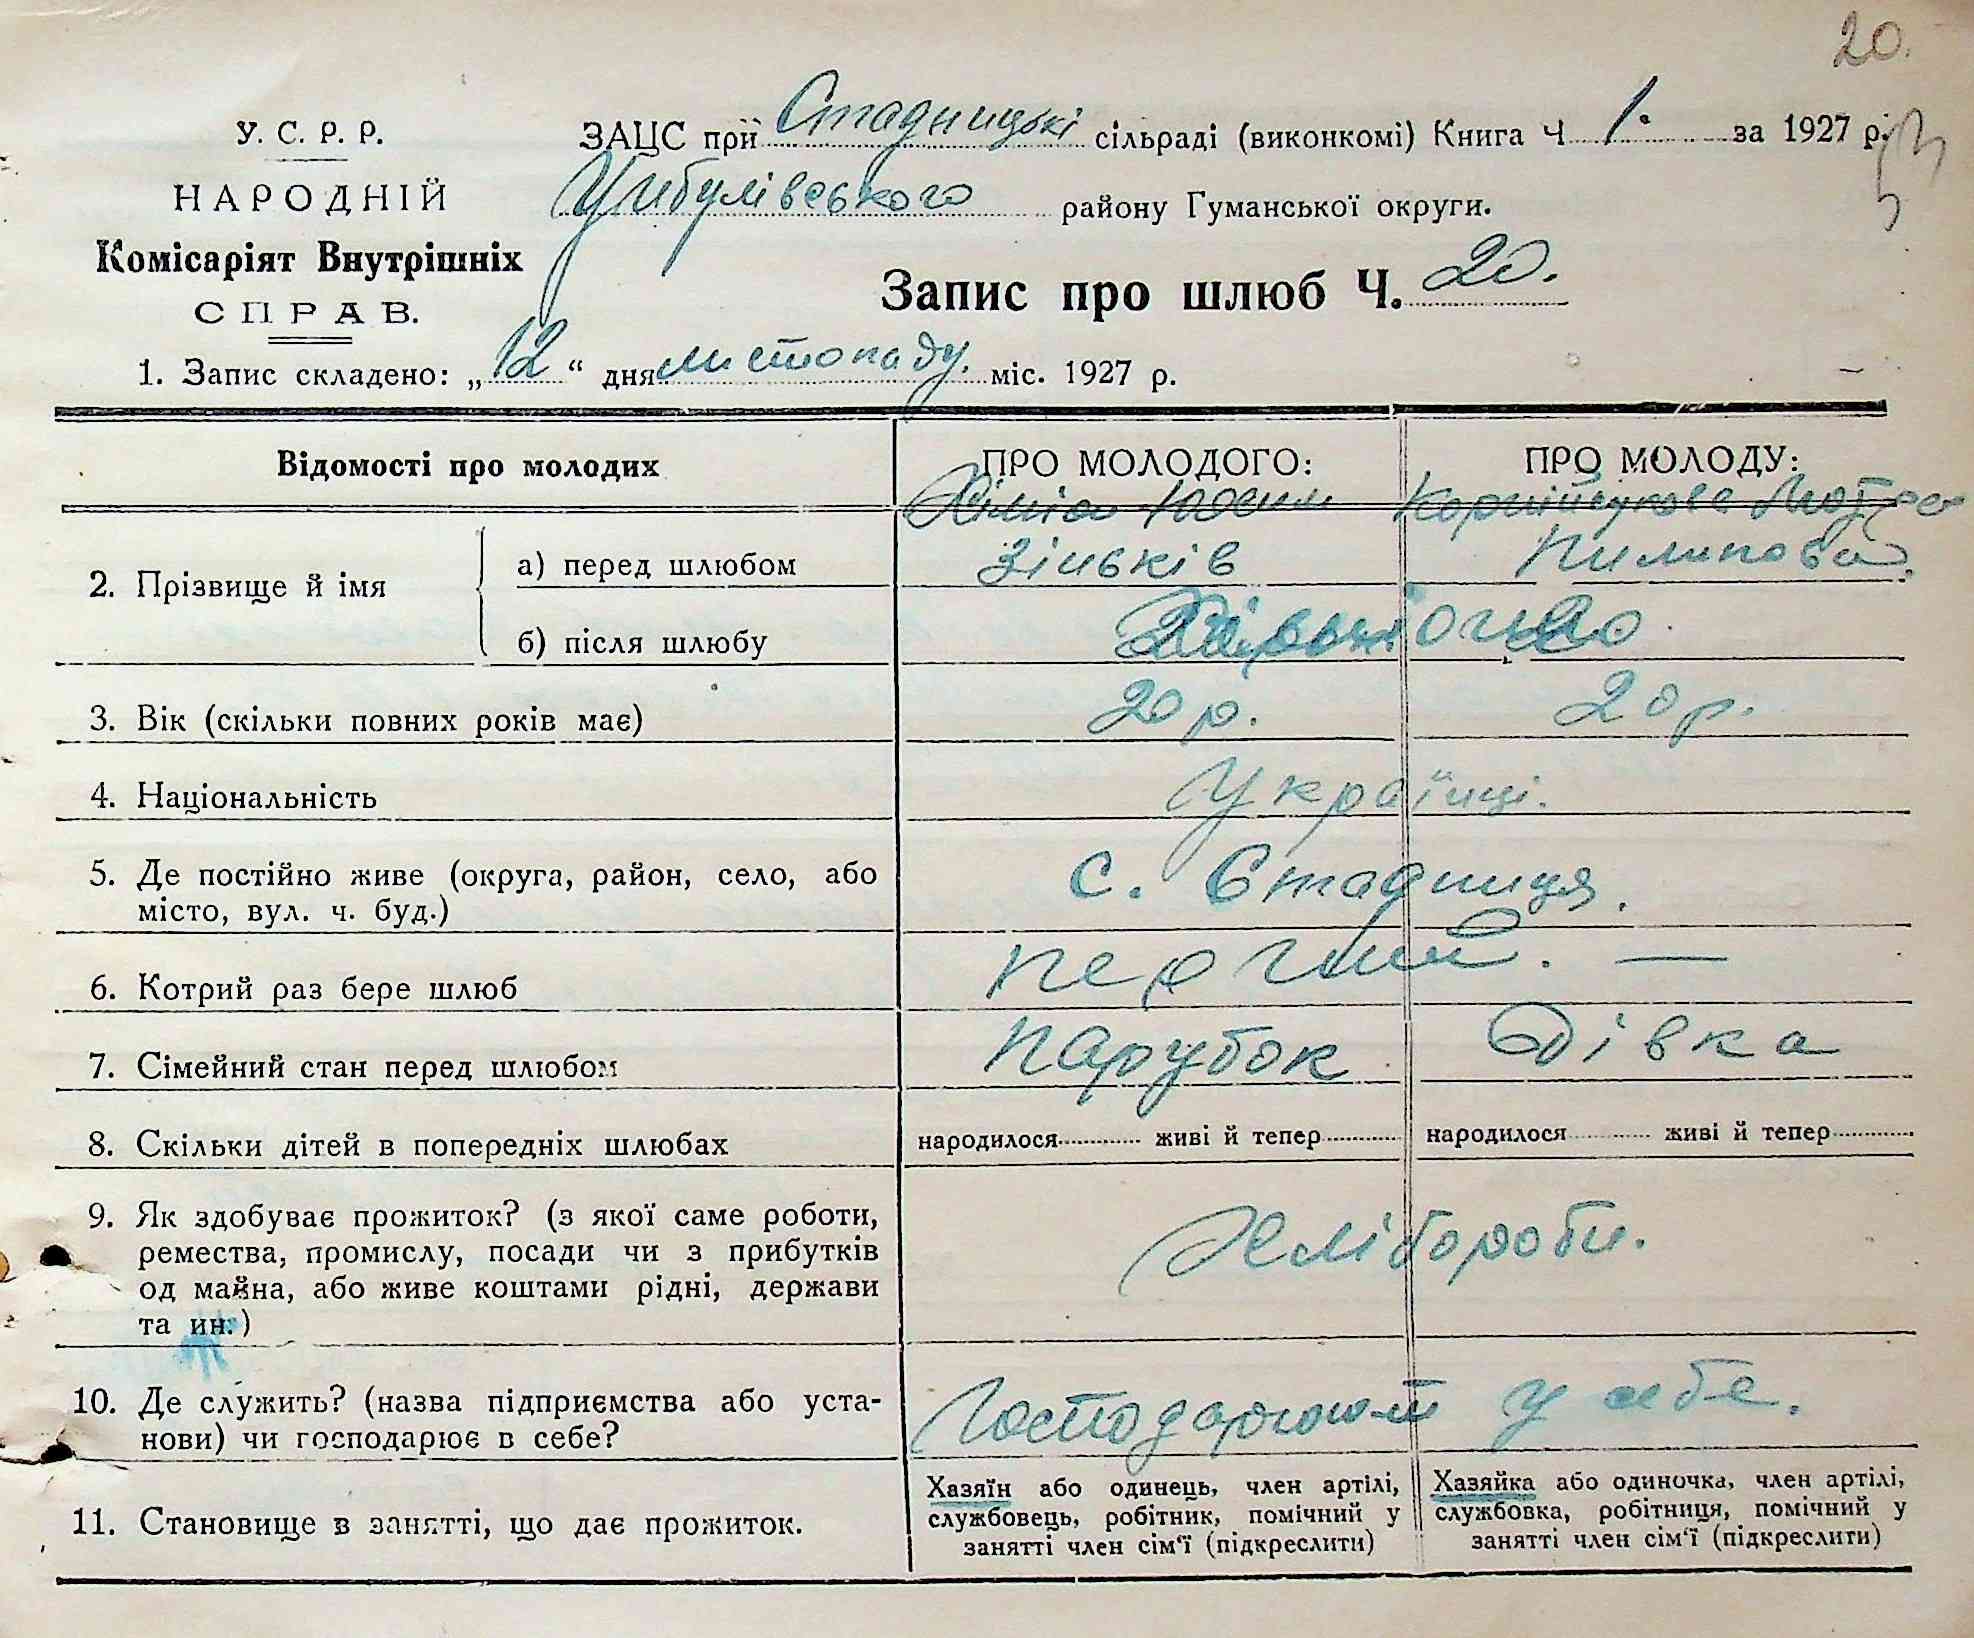 20.
У. С. Р. Р.
НАРОДНІЙ
Комісаріят Внутрішніх
СПРАВ.
ЗАЦС при Стадницькі сільраді (виконкомі) Книга Ч 1. за 1927 р.
Цибулівського району Гуманської округи.
Запис про шлюб Ч. 20.
1. Запис складено: „12“ дня листопаду. міс. 1927 р.
Відомості про молодих
ПРО МОЛОДОГО:
ПРО МОЛОДУ:
2. Прізвище й імя
а) перед шлюбом
Зіньків
Пилипова.
б) після шлюбу
3. Вік (скільки повних років має)
20 р.
20 р.
4. Національність
Українці.
5. Де постійно живе (округа, район, село, або
місто, вул. ч. буд.)
с. Стадниця.
6. Котрий раз бере шлюб
перший. —
7. Сімейний стан перед шлюбом
парубок
Дівка
8. Скільки дітей в попередніх шлюбах
народилося живі й тепер
народилося живі й тепер
9. Як здобуває прожиток? (з якої саме роботи,
ремества, промислу, посади чи з прибутків
од майна, або живе коштами рідні, держави
та ин.)
Хлібороби.
10. Де служить? (назва підприємства або уста-
нови) чи господарює в себе?
Господарюют у себе.
11. Становище в занятті, що дає прожиток.
Хазяїн або одинець, член артілі,
службовець, робітник, помічний у
занятті член сім'ї (підкреслити)
Хазяйка або одиночка, член артілі,
службовка, робітниця, помічний у
занятті член сім'ї (підкреслити)